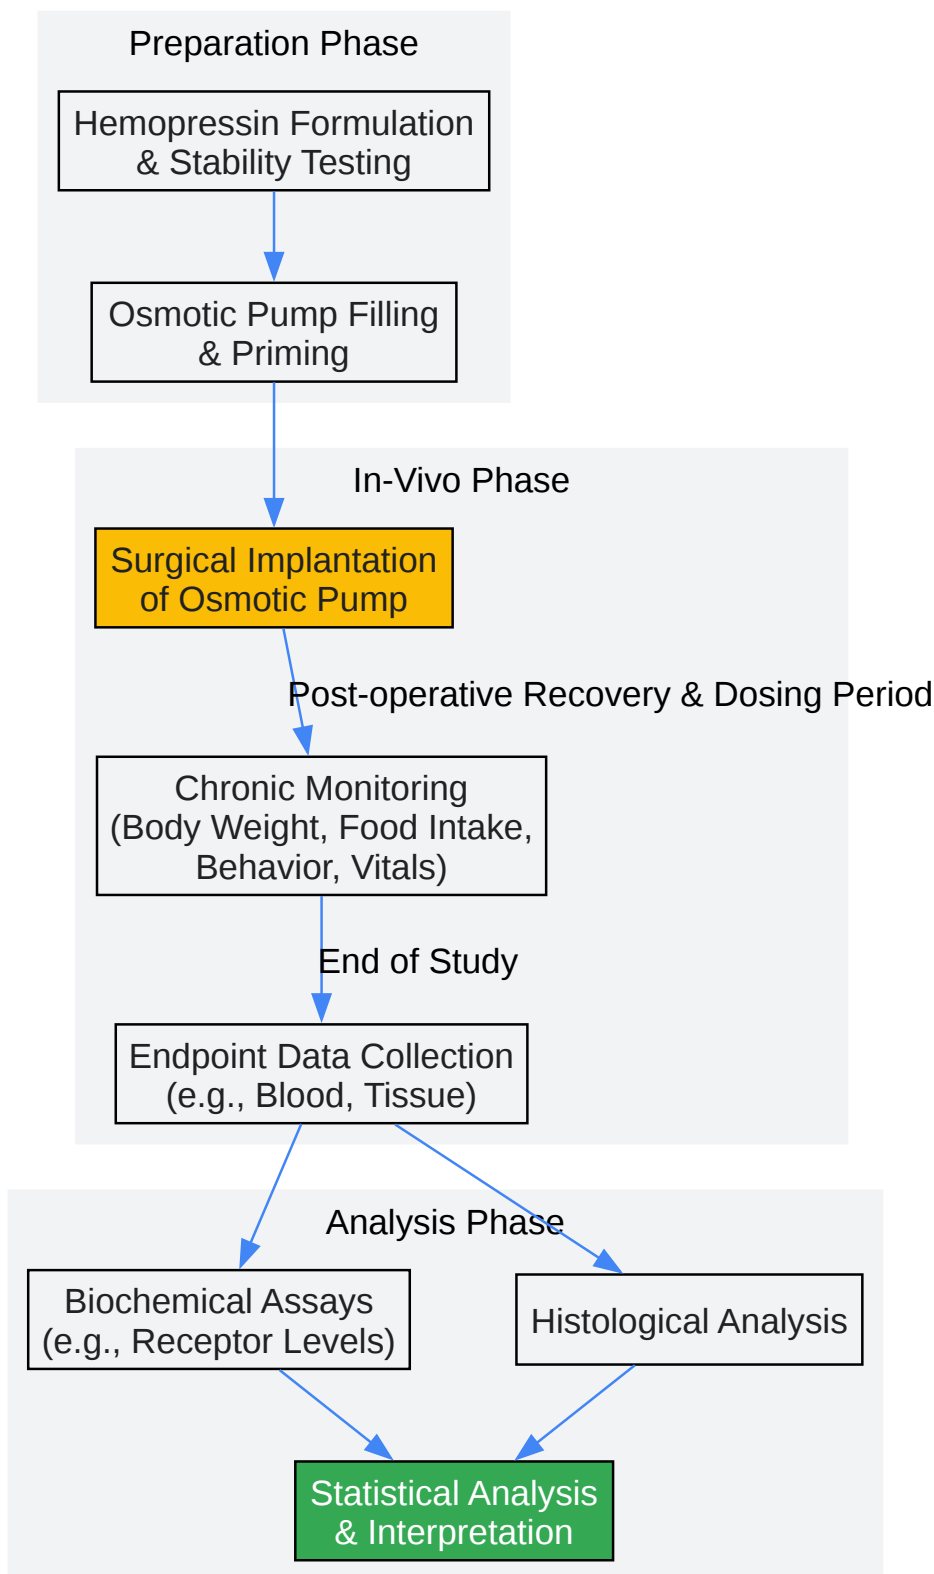 Preparation Phase
Hemopressin Formulation
& Stability Testing
Osmotic Pump Filling
& Priming
In-Vivo Phase
Surgical Implantation
of Osmotic Pump
Post-operative Recovery & Dosing Period
Chronic Monitoring
(Body Weight, Food Intake,
Behavior, Vitals)
End of Study
Endpoint Data Collection
(e.g., Blood, Tissue)
Analysis Phase
Biochemical Assays
(e.g., Receptor Levels)
Histological Analysis
Statistical Analysis
& Interpretation